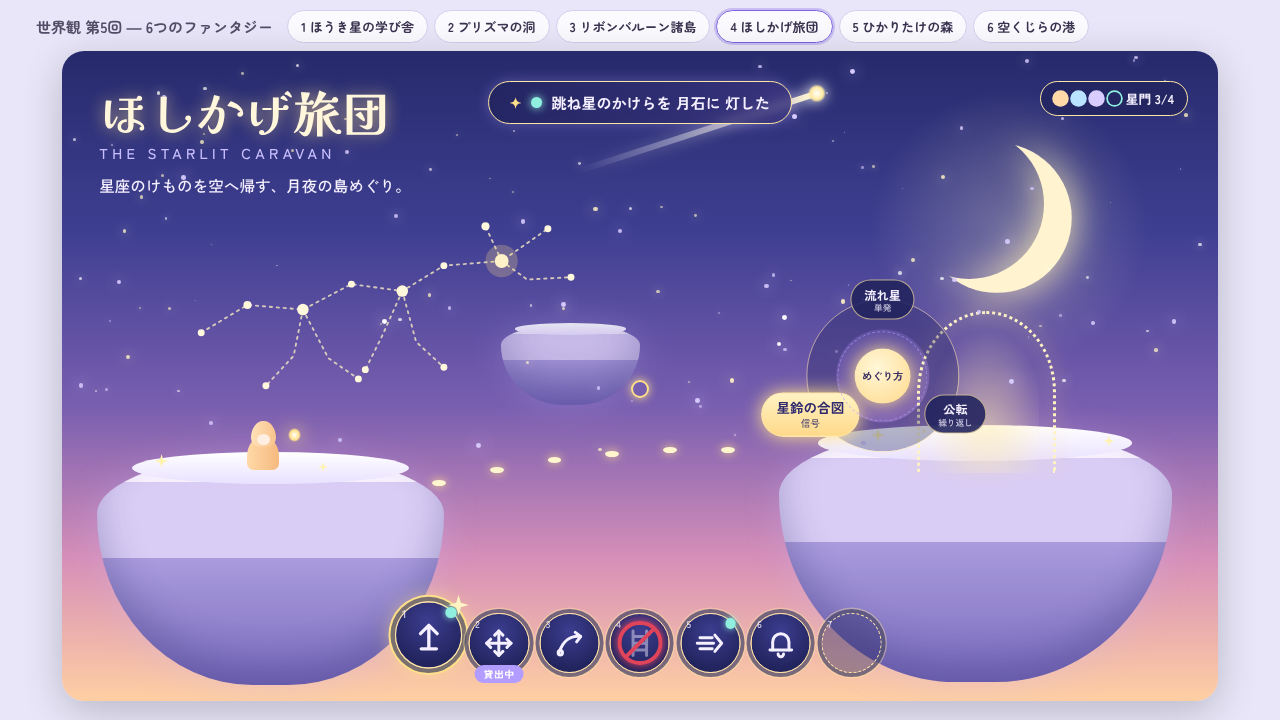 世界観 第5回 — 6つのファンタジー
1 ほうき星の学び舎
2 プリズマの洞
3 リボンバルーン諸島
4 ほしかげ旅団
5 ひかりたけの森
6 空くじらの港
ほしかげ旅団
THE STARLIT CARAVAN
星座のけものを空へ帰す、月夜の島めぐり。
跳ね星のかけらを 月石に 灯した
星門 3/4
流れ星
単発
めぐり方
星鈴の合図
信号
公転
繰り返し
1
2
3
4
5
6
7
貸出中